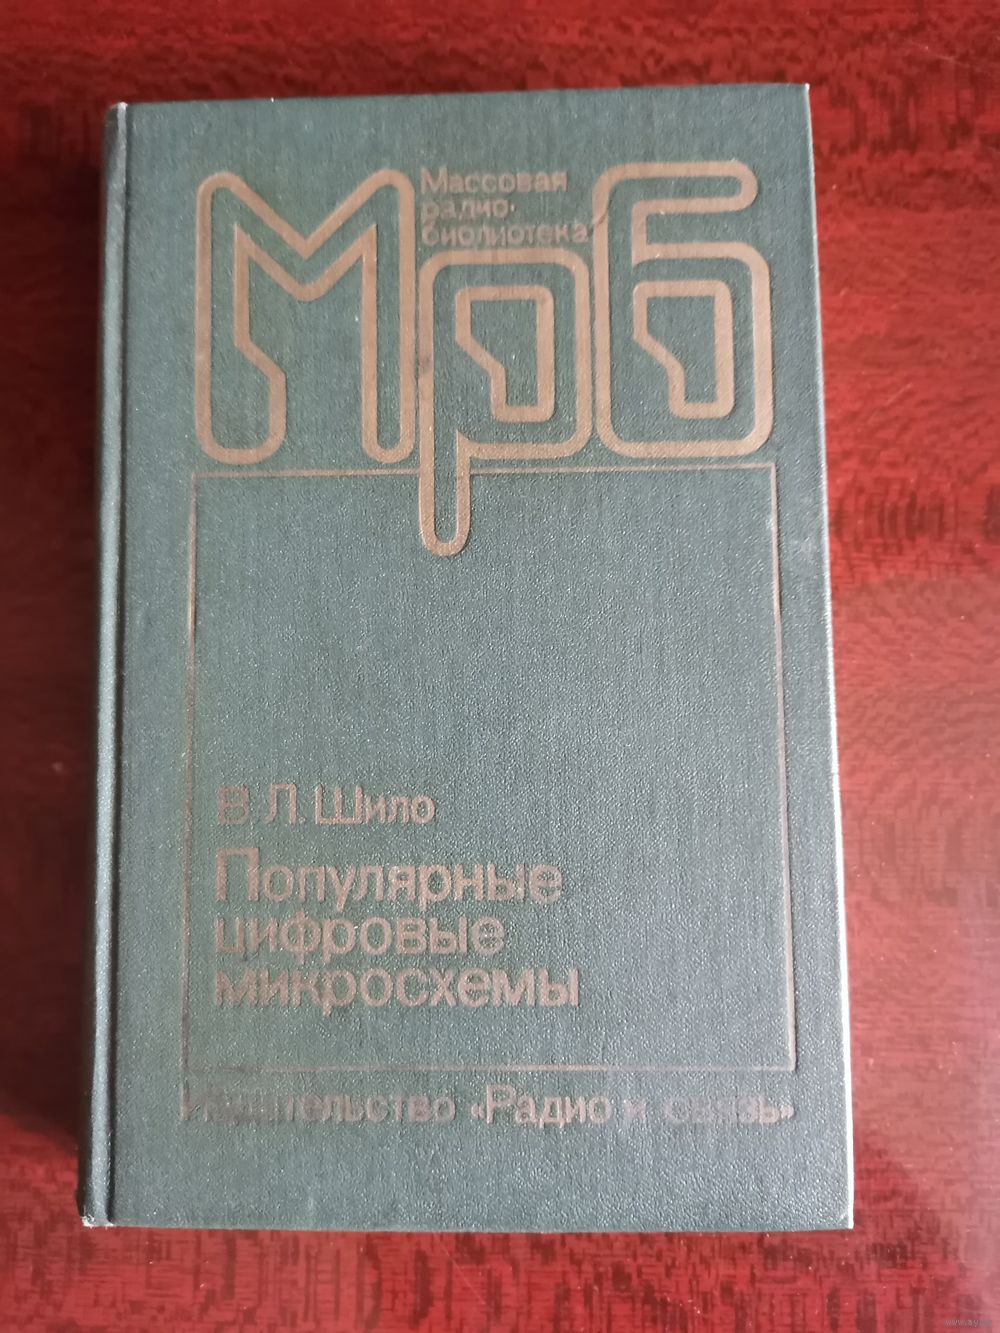 Мрб
Массовая
радио-
библиотека
В. Л. Шило
Популярные
цифровые
микросхемы
Издательство «Радио и связь»